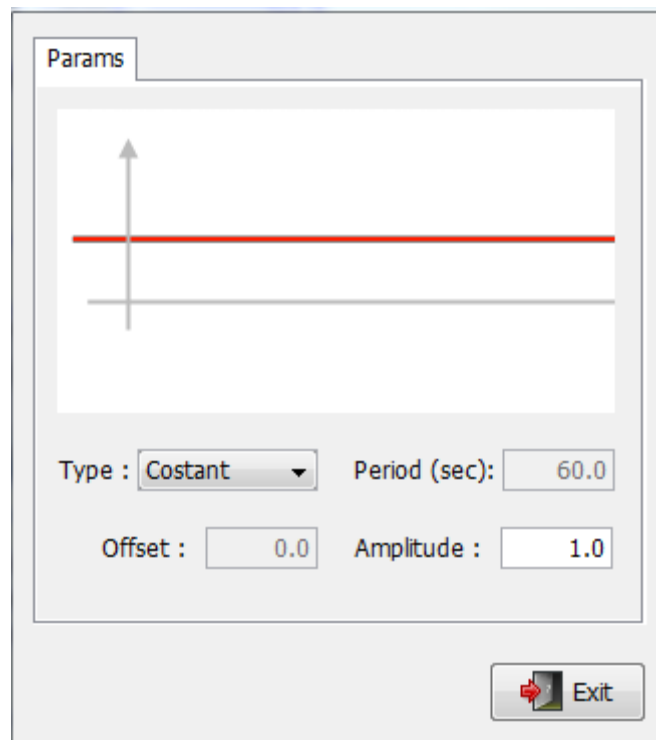 Params
Type : Costant Period (sec): 60.0
Offset : 0.0 Amplitude : 1.0
Exit